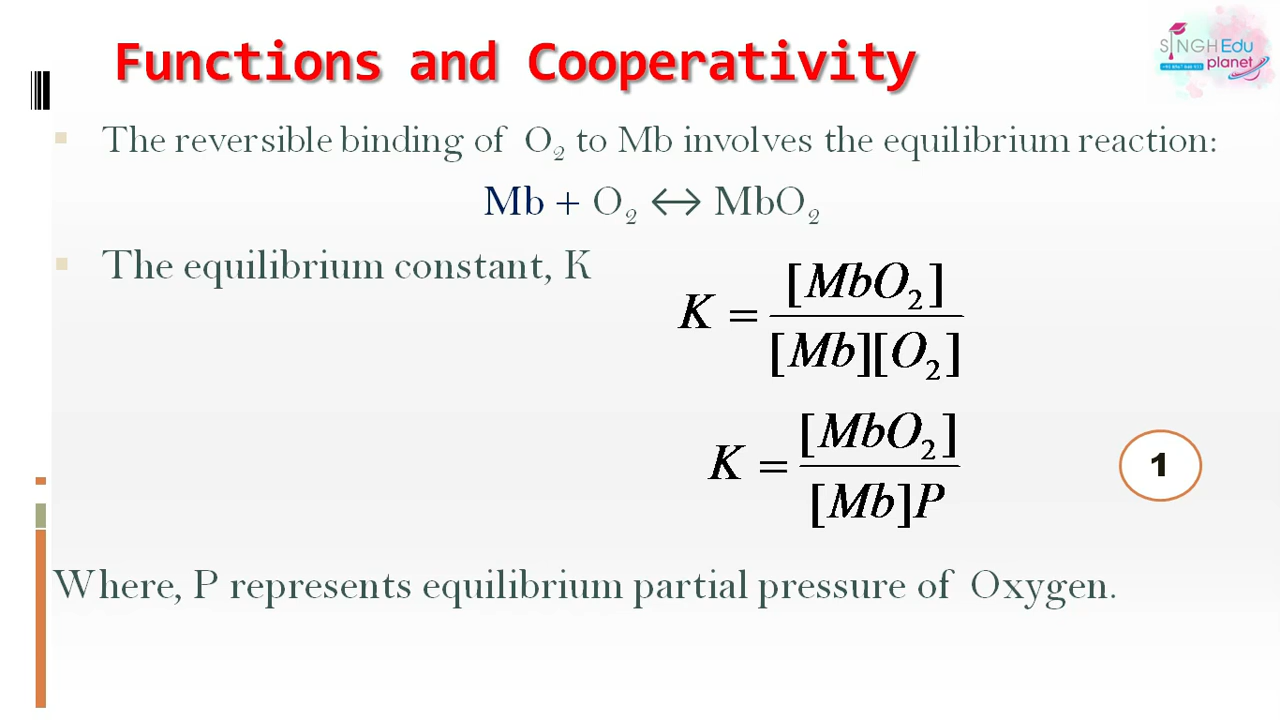 Functions and Cooperativity
SINGH Edu
planet
The reversible binding of O₂ to Mb involves the equilibrium reaction:
Mb + O₂ ↔ MbO₂
The equilibrium constant, K
K = [MbO₂] / [Mb][O₂]
K = [MbO₂] / [Mb]P
1
Where, P represents equilibrium partial pressure of Oxygen.